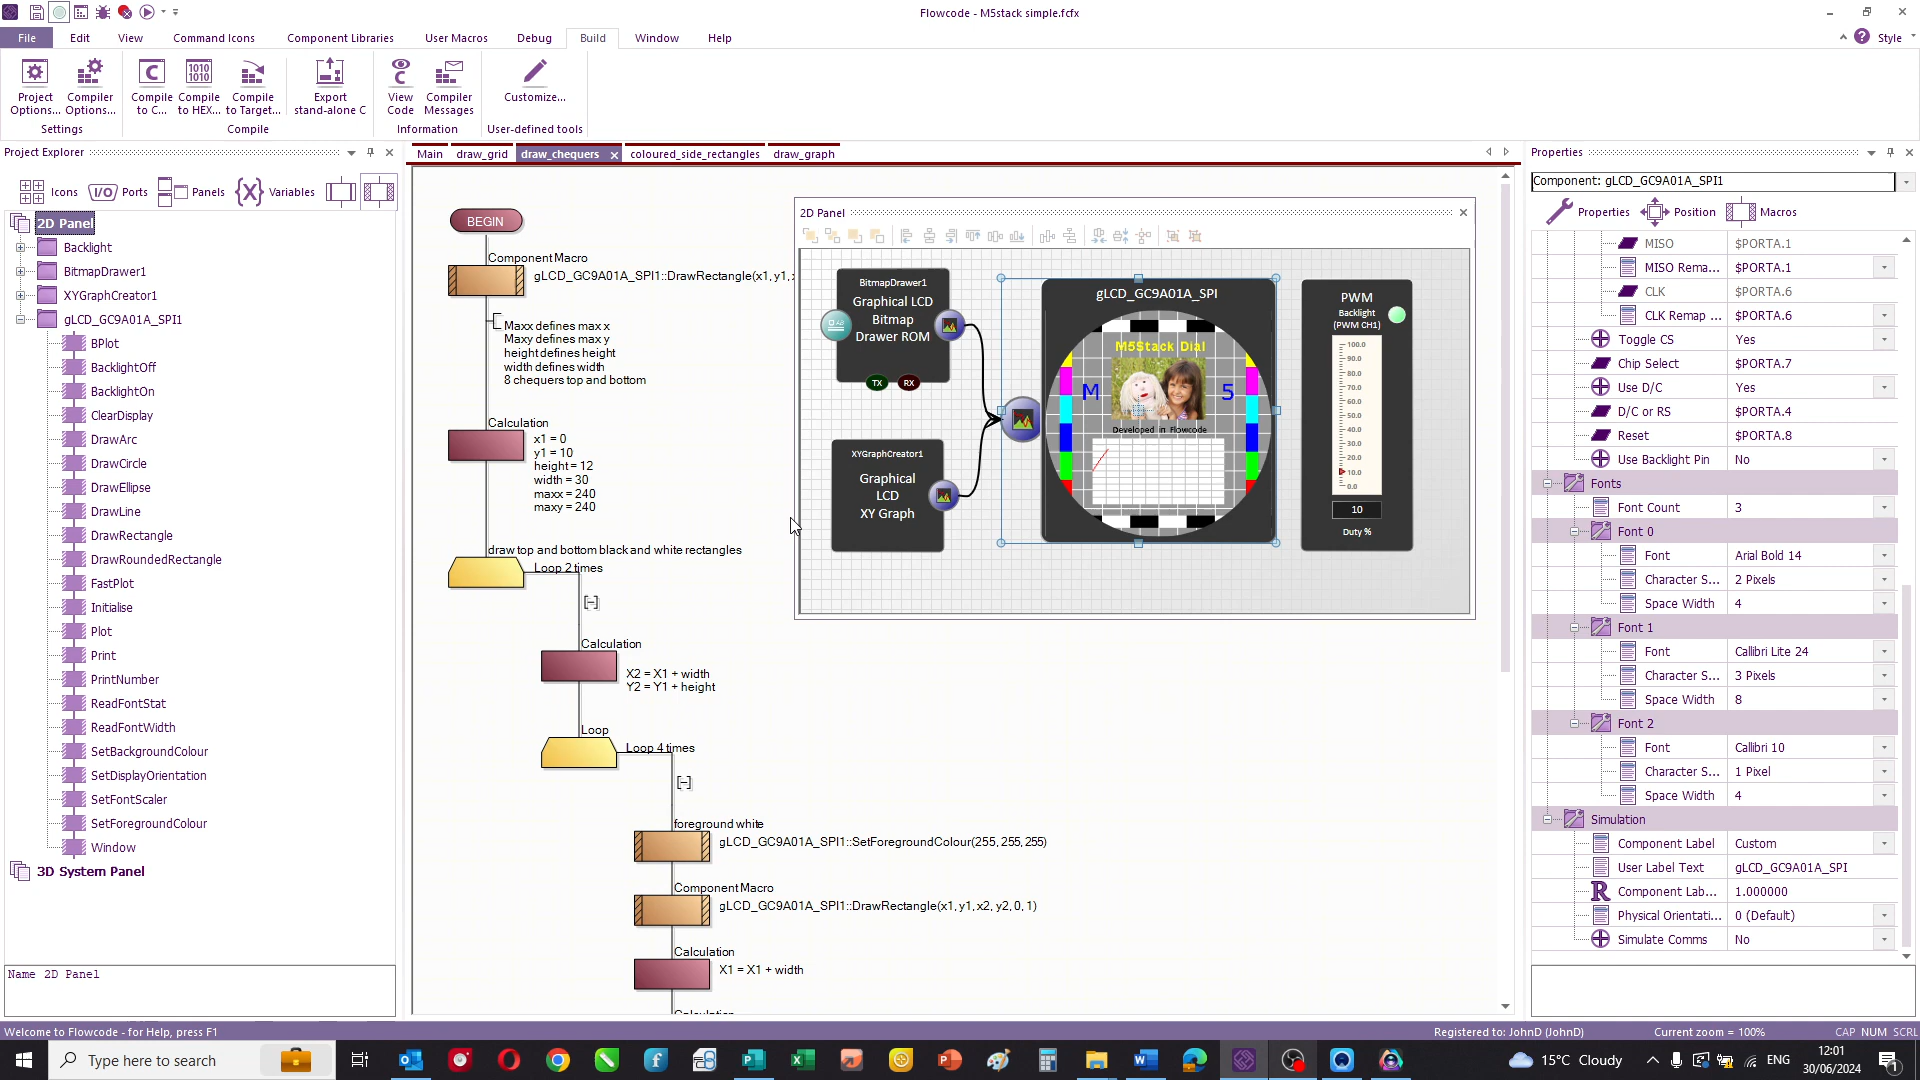 Flowcode - M5stack simple.fcfx
File Edit View Command Icons Component Libraries User Macros Debug Build Window Help Style
Project Options...
Compiler Options...
Compile to C...
Compile to HEX...
Compile to Target...
Export stand-alone C
View Code
Compiler Messages
Customize...
Settings Compile Information User-defined tools
Project Explorer
Icons Ports Panels Variables
2D Panel
Backlight
BitmapDrawer1
XYGraphCreator1
gLCD_GC9A01A_SPI1
BPlot
BacklightOff
BacklightOn
ClearDisplay
DrawArc
DrawCircle
DrawEllipse
DrawLine
DrawRectangle
DrawRoundedRectangle
FastPlot
Initialise
Plot
Print
PrintNumber
ReadFontStat
ReadFontWidth
SetBackgroundColour
SetDisplayOrientation
SetFontScaler
SetForegroundColour
Window
3D System Panel
Name 2D Panel
Main draw_grid draw_chequers coloured_side_rectangles draw_graph
BEGIN
Component Macro
gLCD_GC9A01A_SPI1::DrawRectangle(x1, y1,
Maxx defines max x
Maxy defines max y
height defines height
width defines width
8 chequers top and bottom
Calculation
x1 = 0
y1 = 10
height = 12
width = 30
maxx = 240
maxy = 240
draw top and bottom black and white rectangles
Loop 2 times
Calculation
X2 = X1 + width
Y2 = Y1 + height
Loop
Loop 4 times
foreground white
gLCD_GC9A01A_SPI1::SetForegroundColour(255, 255, 255)
Component Macro
gLCD_GC9A01A_SPI1::DrawRectangle(x1, y1, x2, y2, 0, 1)
Calculation
X1 = X1 + width
Calculation
2D Panel
BitmapDrawer1
Graphical LCD
Bitmap
Drawer ROM
TX RX
XYGraphCreator1
Graphical
LCD
XY Graph
gLCD_GC9A01A_SPI
M5Stack Dial
M 5
Developed in Flowcode
PWM
Backlight
(PWM CH1)
100.0
90.0
80.0
70.0
60.0
50.0
40.0
30.0
20.0
10.0
0.0
10
Duty %
Properties
Component: gLCD_GC9A01A_SPI1
Properties Position Macros
MISO $PORTA.1
MISO Rema... $PORTA.1
CLK $PORTA.6
CLK Remap ... $PORTA.6
Toggle CS Yes
Chip Select $PORTA.7
Use D/C Yes
D/C or RS $PORTA.4
Reset $PORTA.8
Use Backlight Pin No
Fonts
Font Count 3
Font 0
Font Arial Bold 14
Character S... 2 Pixels
Space Width 4
Font 1
Font Callibri Lite 24
Character S... 3 Pixels
Space Width 8
Font 2
Font Callibri 10
Character S... 1 Pixel
Space Width 4
Simulation
Component Label Custom
User Label Text gLCD_GC9A01A_SPI
Component Lab... 1.000000
Physical Orientati... 0 (Default)
Simulate Comms No
Welcome to Flowcode - for Help, press F1
Registered to: JohnD (JohnD) Current zoom = 100% CAP NUM SCRL
Type here to search
15°C Cloudy
ENG
12:01
30/06/2024
1